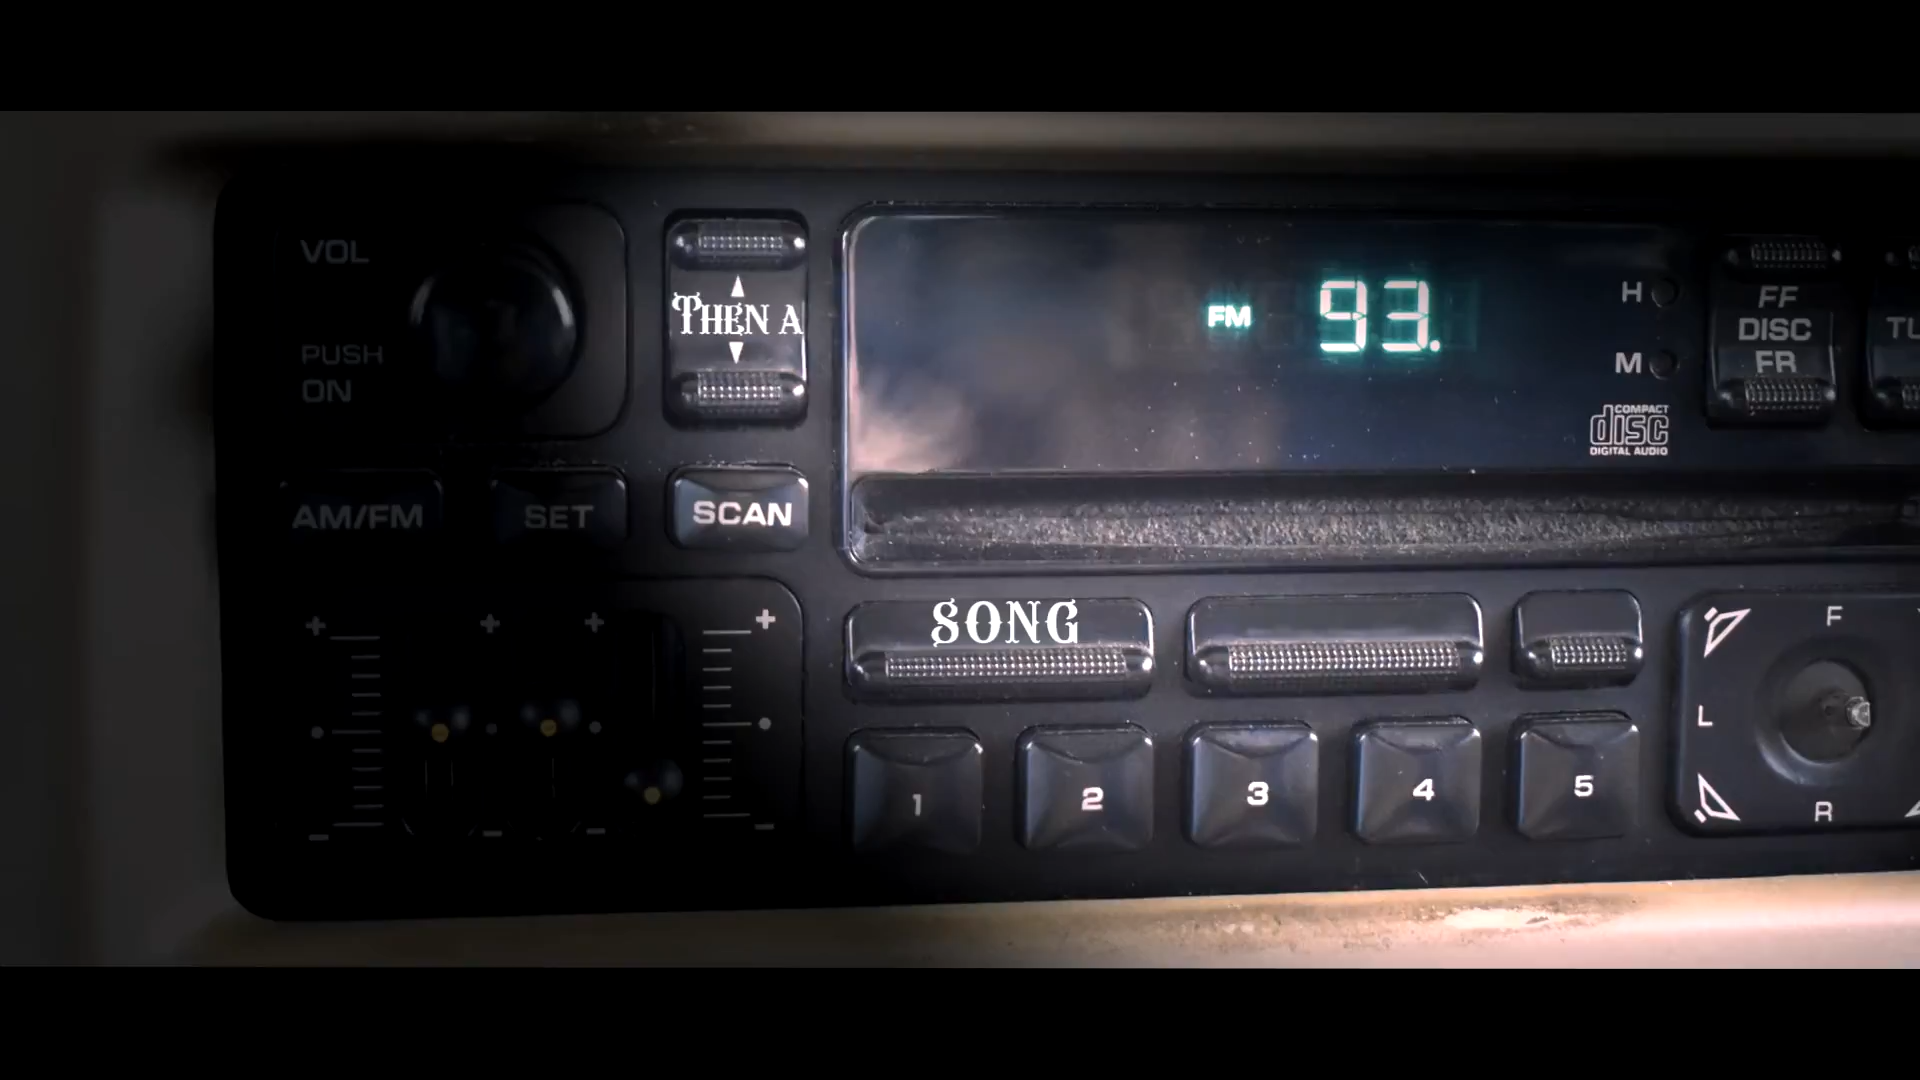 VOL
PUSH
ON
THEN A
FM 93.
H
M
COMPACT
disc
DIGITAL AUDIO
FF
DISC
FR
AM/FM
SET
SCAN
SONG
F
L
R
1
2
3
4
5